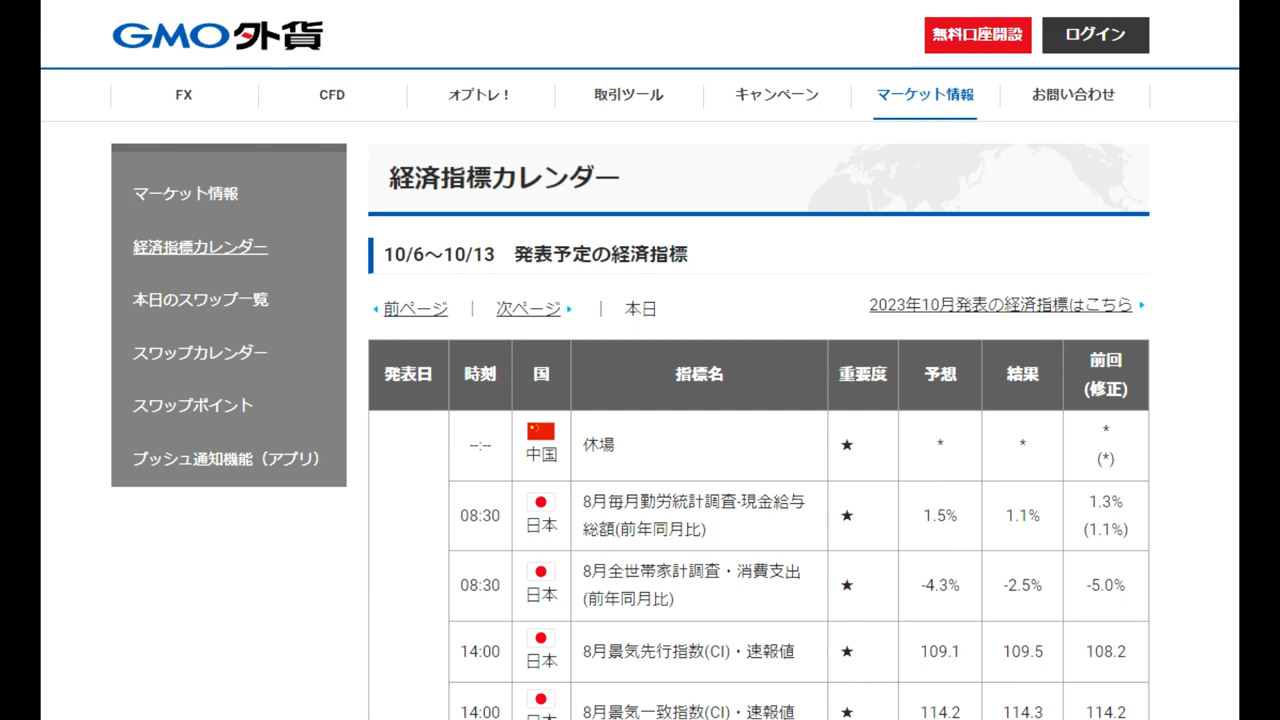 GMO外貨
無料口座開設
ログイン
FX
CFD
オプトレ！
取引ツール
キャンペーン
マーケット情報
お問い合わせ
マーケット情報
経済指標カレンダー
本日のスワップ一覧
スワップカレンダー
スワップポイント
プッシュ通知機能（アプリ）
経済指標カレンダー
10/6〜10/13　発表予定の経済指標
前ページ ｜ 次ページ ｜ 本日
2023年10月発表の経済指標はこちら
発表日 時刻 国 指標名 重要度 予想 結果 前回
(修正)
--:-- 中国 休場 ★ * * *
(*)
08:30 日本 8月毎月勤労統計調査-現金給与 ★ 1.5% 1.1% 1.3%
総額(前年同月比) (1.1%)
08:30 日本 8月全世帯家計調査・消費支出 ★ -4.3% -2.5% -5.0%
(前年同月比)
14:00 日本 8月景気先行指数(CI)・速報値 ★ 109.1 109.5 108.2
14:00 日本 8月景気一致指数(CI)・速報値 ★ 114.2 114.3 114.2